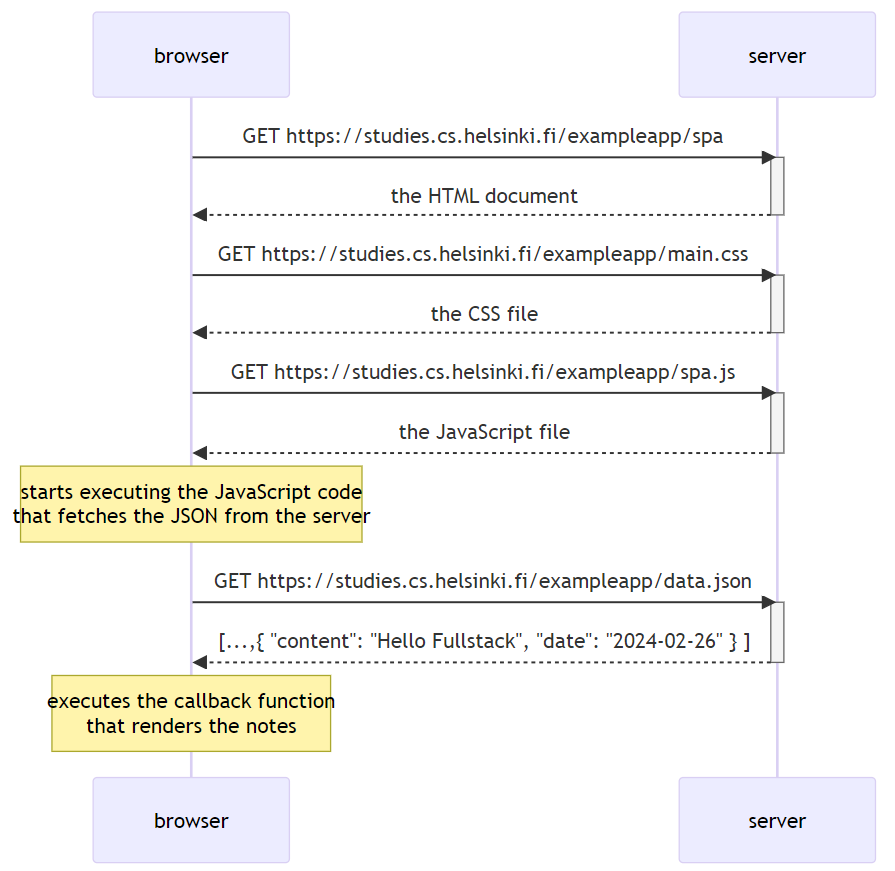 browser
server
GET https://studies.cs.helsinki.fi/exampleapp/spa
the HTML document
GET https://studies.cs.helsinki.fi/exampleapp/main.css
the CSS file
GET https://studies.cs.helsinki.fi/exampleapp/spa.js
the JavaScript file
starts executing the JavaScript code
that fetches the JSON from the server
GET https://studies.cs.helsinki.fi/exampleapp/data.json
[...,{ "content": "Hello Fullstack", "date": "2024-02-26" } ]
executes the callback function
that renders the notes
browser
server